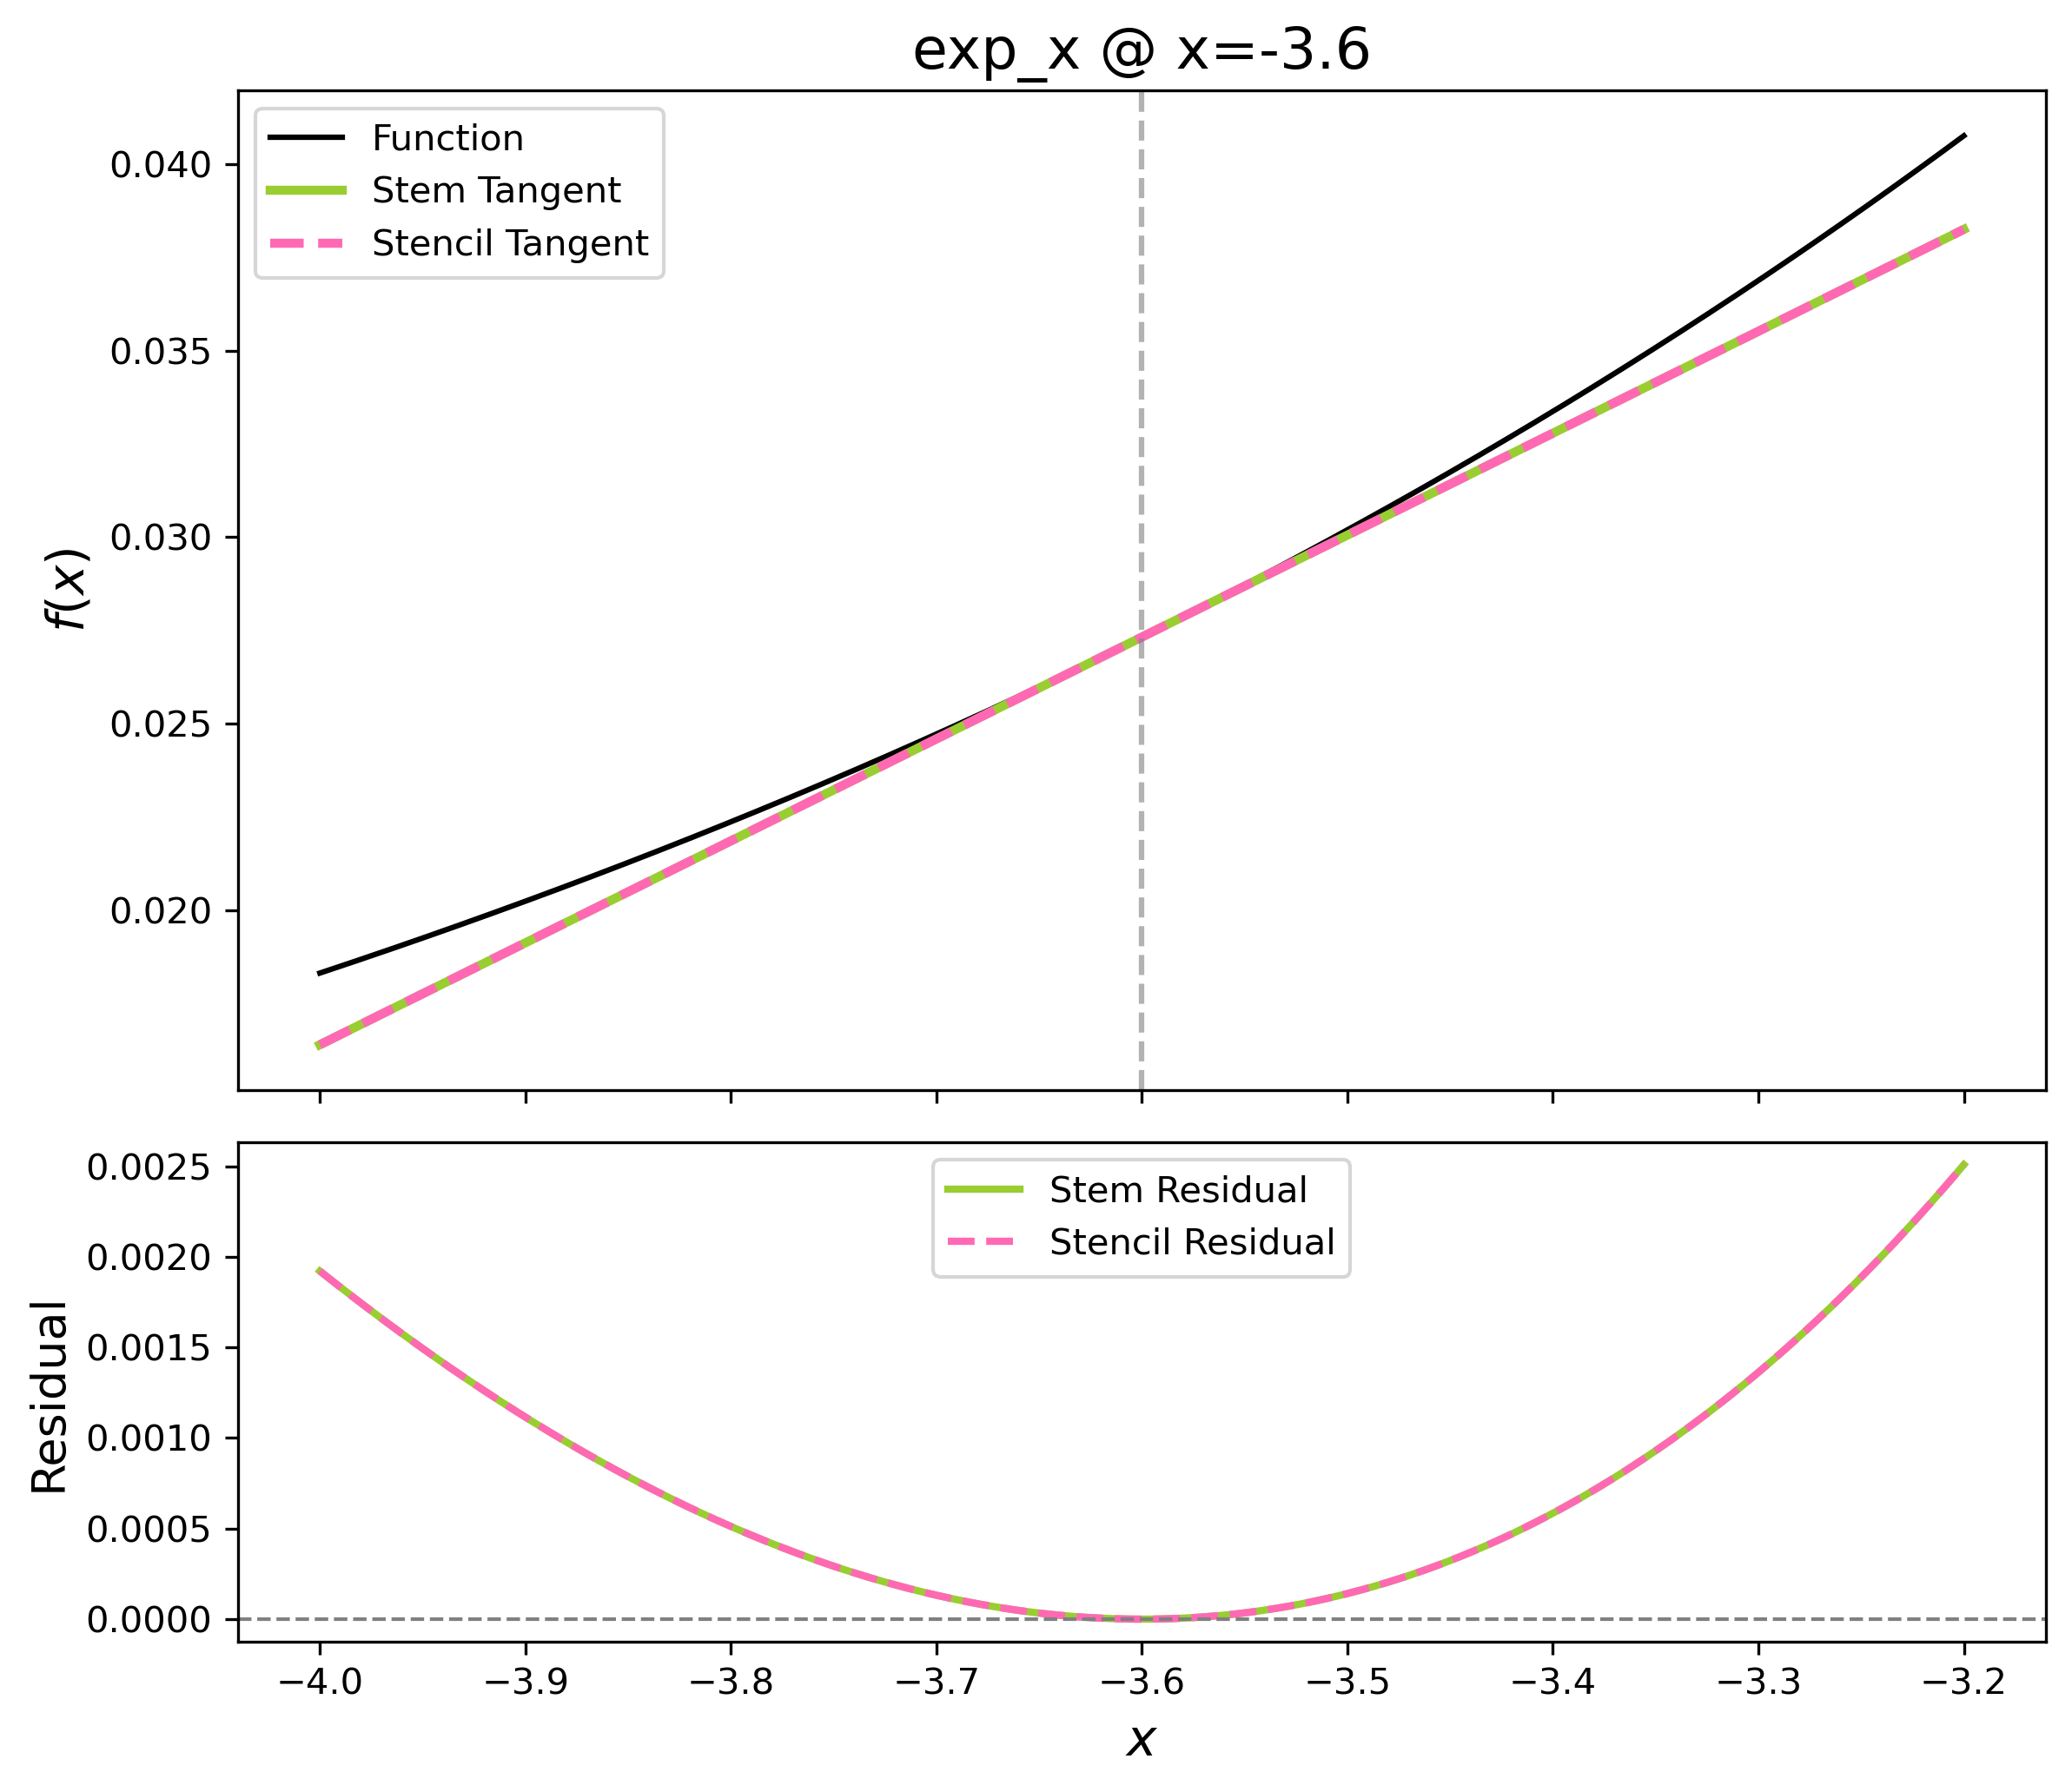 exp_x @ x=-3.6
Function
Stem Tangent
Stencil Tangent
0.040
0.035
0.030
0.025
0.020
f(x)
Stem Residual
Stencil Residual
0.0025
0.0020
0.0015
0.0010
0.0005
0.0000
Residual
−4.0 −3.9 −3.8 −3.7 −3.6 −3.5 −3.4 −3.3 −3.2
x